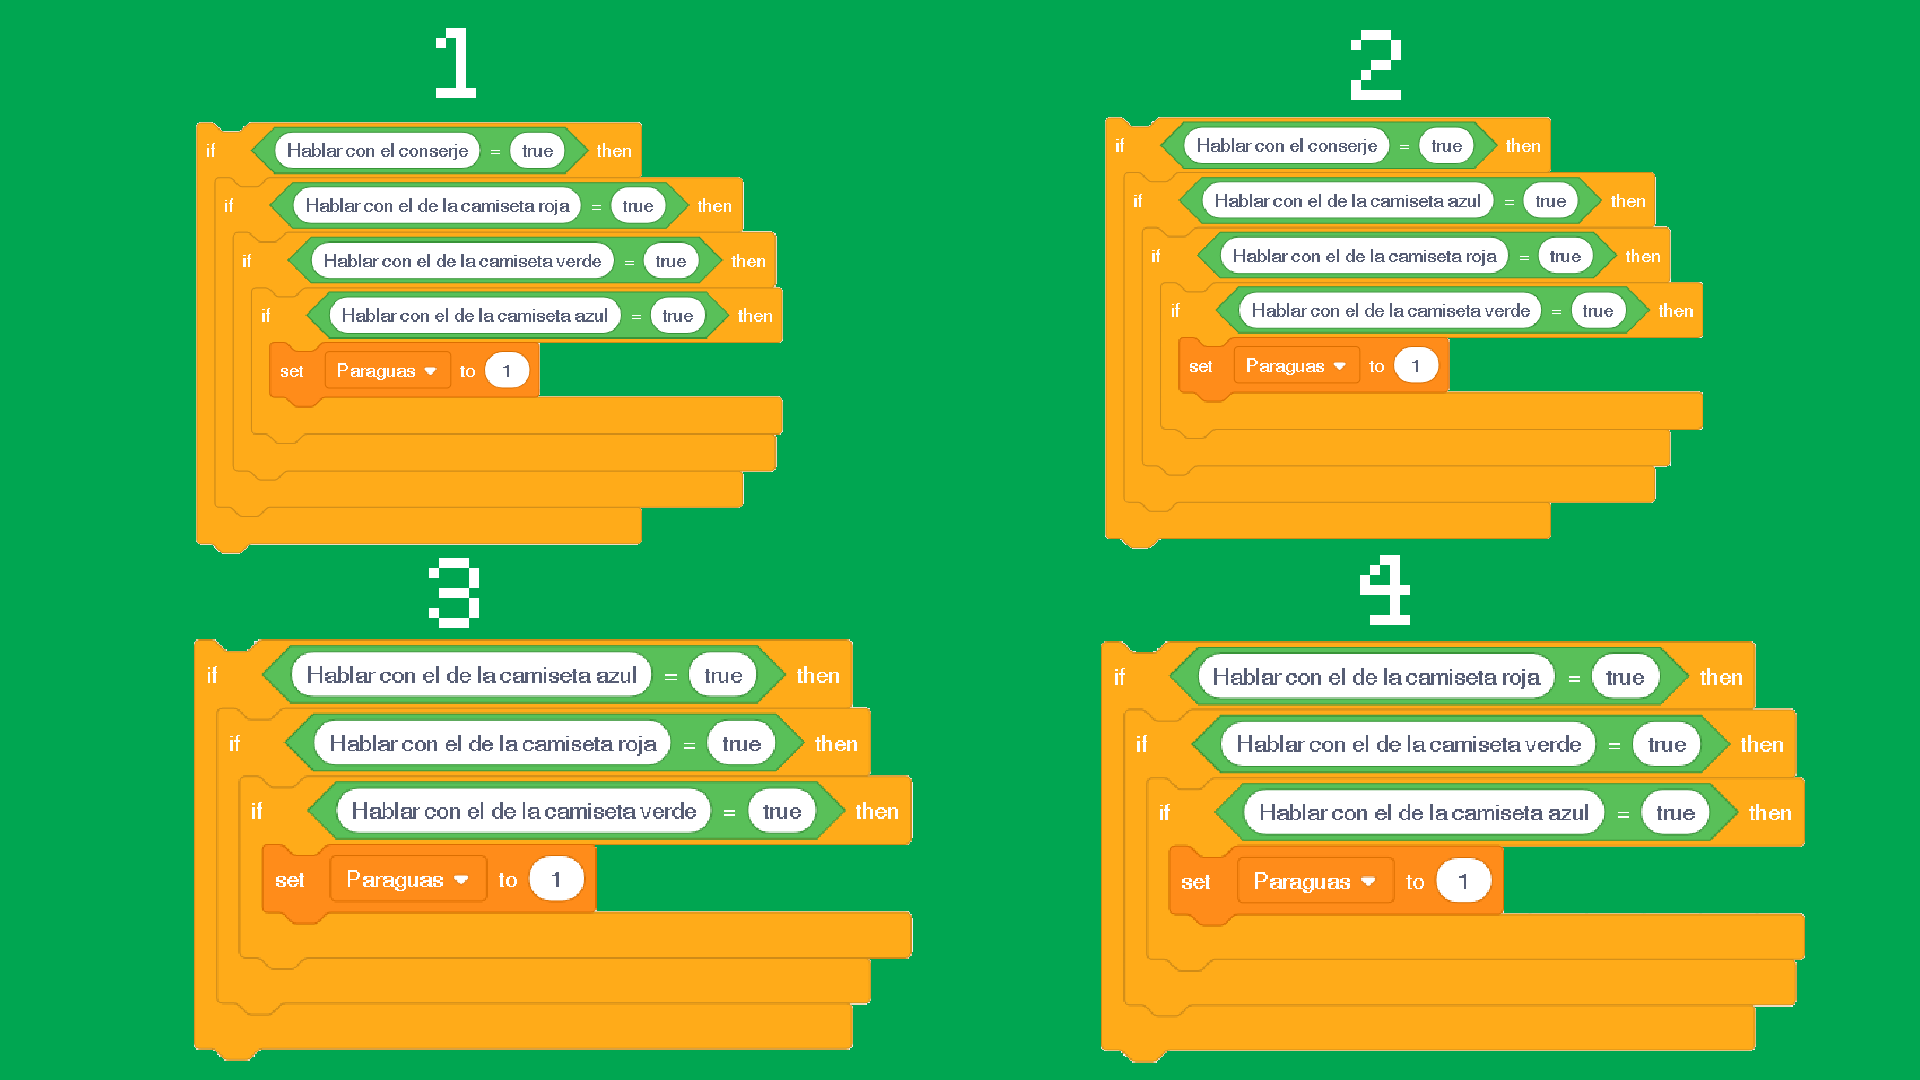 1
if Hablar con el conserje = true then
if Hablar con el de la camiseta roja = true then
if Hablar con el de la camiseta verde = true then
if Hablar con el de la camiseta azul = true then
set Paraguas to 1
2
if Hablar con el conserje = true then
if Hablar con el de la camiseta azul = true then
if Hablar con el de la camiseta roja = true then
if Hablar con el de la camiseta verde = true then
set Paraguas to 1
3
if Hablar con el de la camiseta azul = true then
if Hablar con el de la camiseta roja = true then
if Hablar con el de la camiseta verde = true then
set Paraguas to 1
4
if Hablar con el de la camiseta roja = true then
if Hablar con el de la camiseta verde = true then
if Hablar con el de la camiseta azul = true then
set Paraguas to 1